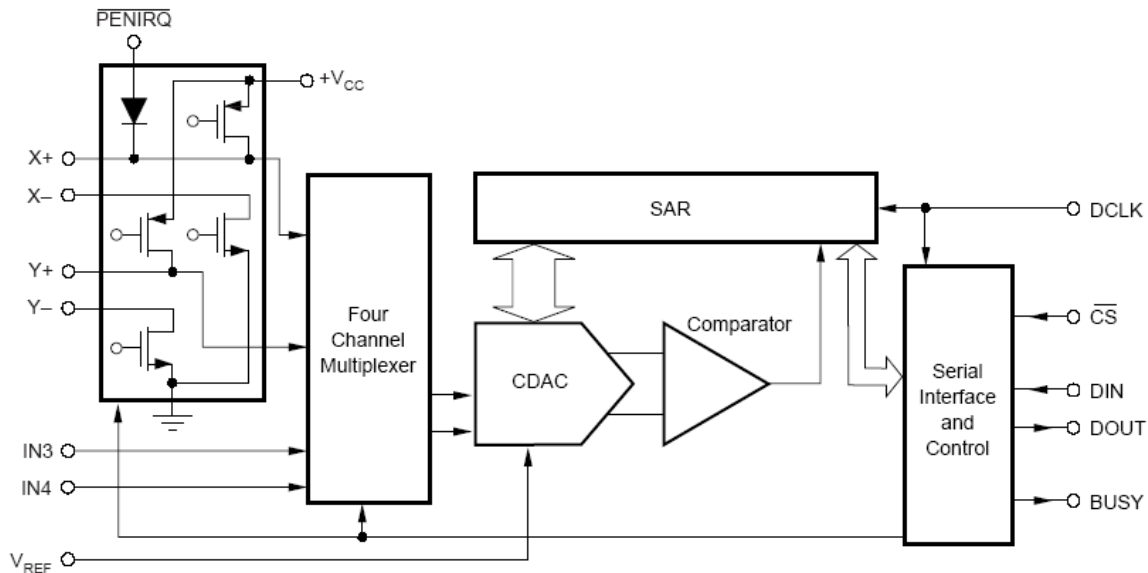 PENIRQ
+VCC
X+
X–
Y+
Y–
IN3
IN4
VREF
Four
Channel
Multiplexer
SAR
CDAC
Comparator
Serial
Interface
and
Control
DCLK
CS
DIN
DOUT
BUSY